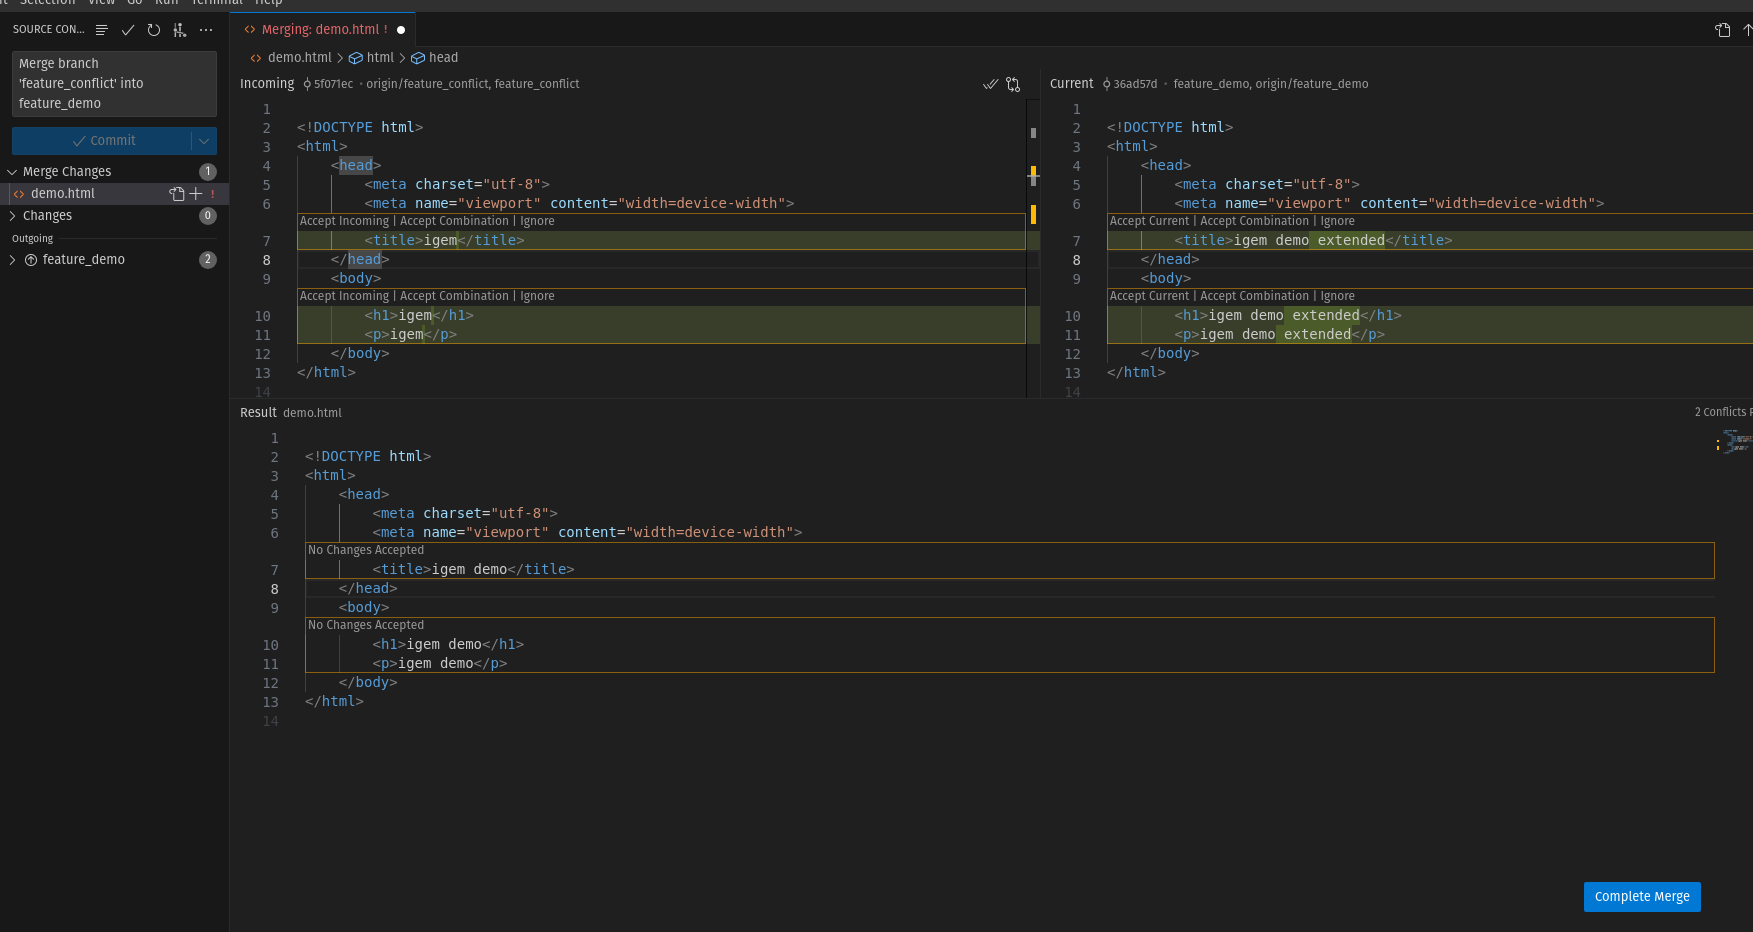 Selection View Go Run Terminal Help
SOURCE CON...
Merge branch
'feature_conflict' into
feature_demo
Commit
Merge Changes 1
demo.html !
Changes 0
Outgoing
feature_demo 2
Merging: demo.html !
demo.html > html > head
Incoming 5f071ec · origin/feature_conflict, feature_conflict
1
2 <!DOCTYPE html>
3 <html>
4 <head>
5 <meta charset="utf-8">
6 <meta name="viewport" content="width=device-width">
Accept Incoming | Accept Combination | Ignore
7 <title>igem</title>
8 </head>
9 <body>
Accept Incoming | Accept Combination | Ignore
10 <h1>igem</h1>
11 <p>igem</p>
12 </body>
13 </html>
14
Current 36ad57d · feature_demo, origin/feature_demo
1
2 <!DOCTYPE html>
3 <html>
4 <head>
5 <meta charset="utf-8">
6 <meta name="viewport" content="width=device-width">
Accept Current | Accept Combination | Ignore
7 <title>igem demo extended</title>
8 </head>
9 <body>
Accept Current | Accept Combination | Ignore
10 <h1>igem demo extended</h1>
11 <p>igem demo extended</p>
12 </body>
13 </html>
14
Result demo.html
2 Conflicts
1
2 <!DOCTYPE html>
3 <html>
4 <head>
5 <meta charset="utf-8">
6 <meta name="viewport" content="width=device-width">
No Changes Accepted
7 <title>igem demo</title>
8 </head>
9 <body>
No Changes Accepted
10 <h1>igem demo</h1>
11 <p>igem demo</p>
12 </body>
13 </html>
14
Complete Merge